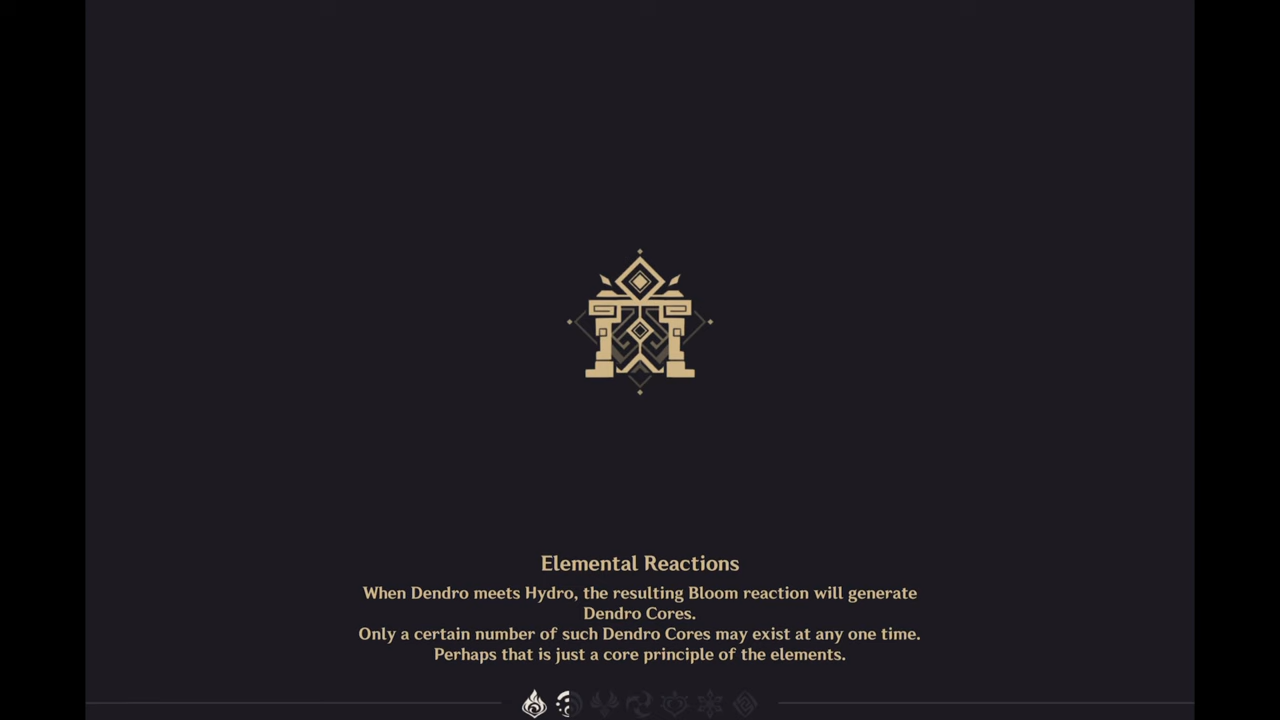 Elemental Reactions
When Dendro meets Hydro, the resulting Bloom reaction will generate
Dendro Cores.
Only a certain number of such Dendro Cores may exist at any one time.
Perhaps that is just a core principle of the elements.